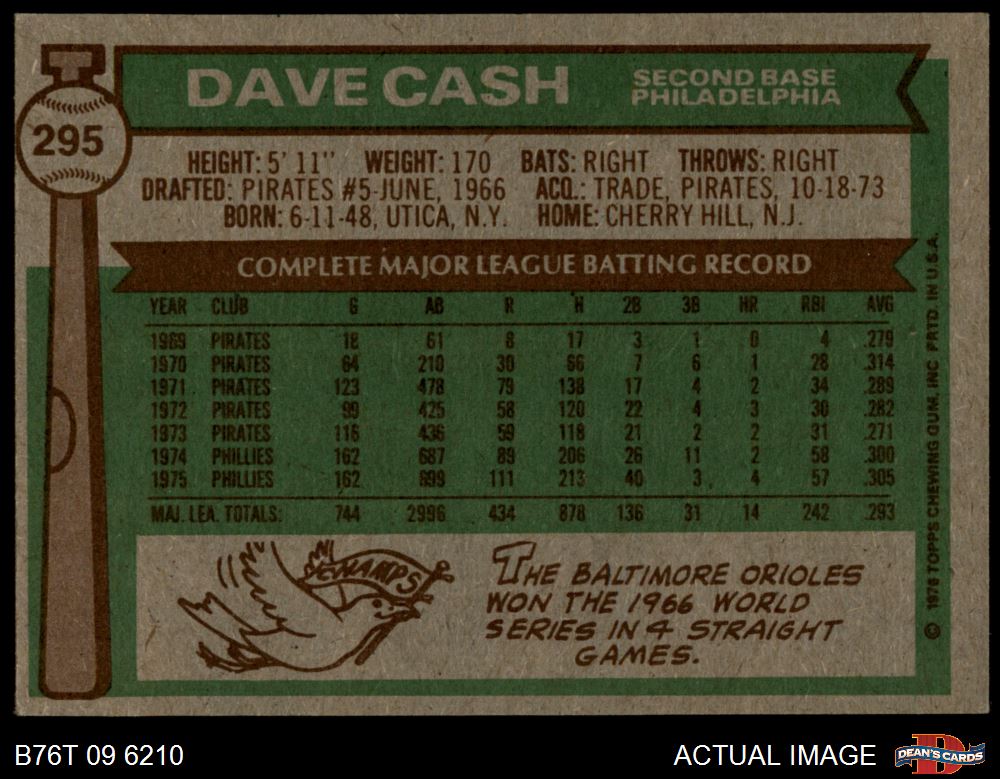 DAVE CASH
SECOND BASE
PHILADELPHIA
295
HEIGHT: 5' 11" WEIGHT: 170 BATS: RIGHT THROWS: RIGHT
DRAFTED: PIRATES #5-JUNE, 1966 ACQ.: TRADE, PIRATES, 10-18-73
BORN: 6-11-48, UTICA, N.Y. HOME: CHERRY HILL, N.J.
COMPLETE MAJOR LEAGUE BATTING RECORD
YEAR CLUB G AB R H 2B 3B HR RBI AVG
1969 PIRATES 18 61 8 17 3 1 0 4 .279
1970 PIRATES 64 210 30 66 7 6 1 28 .314
1971 PIRATES 123 478 79 138 17 4 2 34 .289
1972 PIRATES 99 425 58 120 22 4 3 30 .282
1973 PIRATES 116 436 59 118 21 2 2 31 .271
1974 PHILLIES 162 687 89 206 26 11 2 58 .300
1975 PHILLIES 162 699 111 213 40 3 4 57 .305
MAJ. LEA. TOTALS: 744 2996 434 878 136 31 14 242 .293
CHAMPS
THE BALTIMORE ORIOLES
WON THE 1966 WORLD
SERIES IN 4 STRAIGHT
GAMES.
© 1976 TOPPS CHEWING GUM, INC PRTD. IN U.S.A.
B76T 09 6210
ACTUAL IMAGE
DEAN'S CARDS